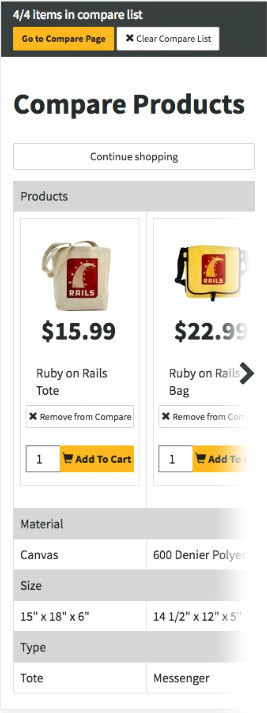 4/4 items in compare list
Go to Compare Page
✖ Clear Compare List
Compare Products
Continue shopping
Products
RAILS
RAILS
$15.99
$22.99
Ruby on Rails
Tote
Ruby on Rails
Bag
✖ Remove from Compare
✖ Remove from Com
1
Add To Cart
1
Add To C
Material
Canvas
600 Denier Polyes
Size
15" x 18" x 6"
14 1/2" x 12" x 5"
Type
Tote
Messenger